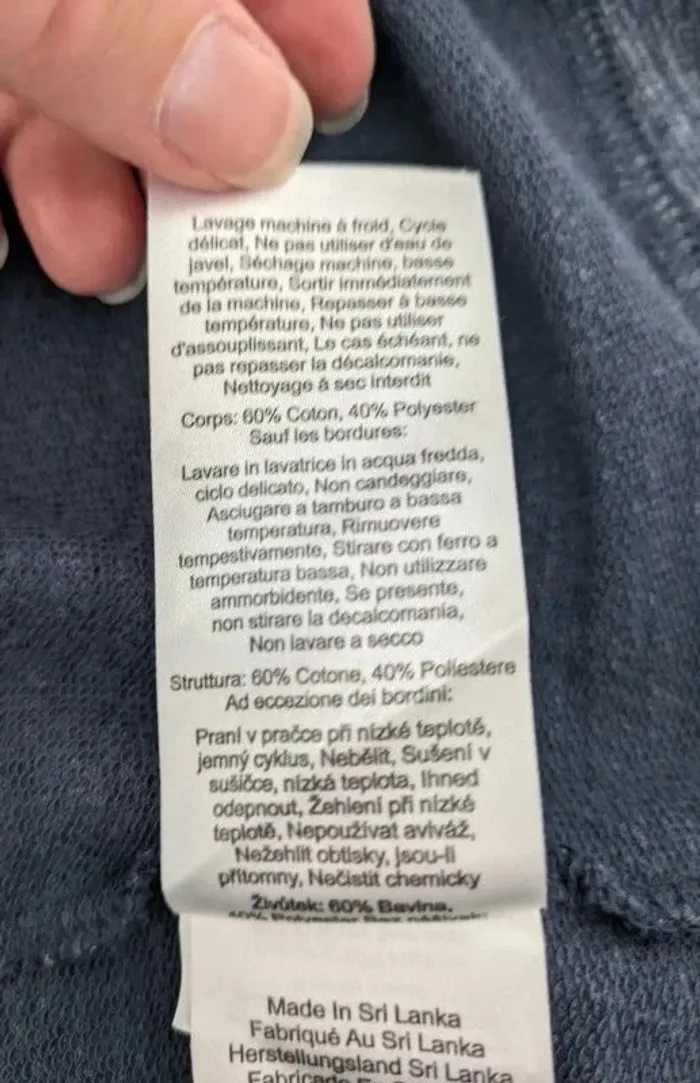 Lavage machine à froid, Cycle
délicat, Ne pas utiliser d'eau de
javel, Séchage machine, basse
température, Sortir immédiatement
de la machine, Repasser à basse
température, Ne pas utiliser
d'assouplissant, Le cas échéant, ne
pas repasser la décalcomanie,
Nettoyage à sec interdit
Corps: 60% Coton, 40% Polyester
Sauf les bordures:
Lavare in lavatrice in acqua fredda,
ciclo delicato, Non candeggiare,
Asciugare a tamburo a bassa
temperatura, Rimuovere
tempestivamente, Stirare con ferro a
temperatura bassa, Non utilizzare
ammorbidente, Se presente,
non stirare la decalcomania,
Non lavare a secco
Struttura: 60% Cotone, 40% Poliestere
Ad eccezione dei bordini:
Praní v pračce při nízké teplotě,
jemný cyklus, Nebělit, Sušení v
sušičce, nízká teplota, Ihned
odepnout, Žehlení při nízké
teplotě, Nepoužívat aviváž,
Nežehlit obtisky, jsou-li
přítomny, Nečistit chemicky
Živůtek: 60% Bavlna,
40% Polyester
Made In Sri Lanka
Fabriqué Au Sri Lanka
Herstellungsland Sri Lanka